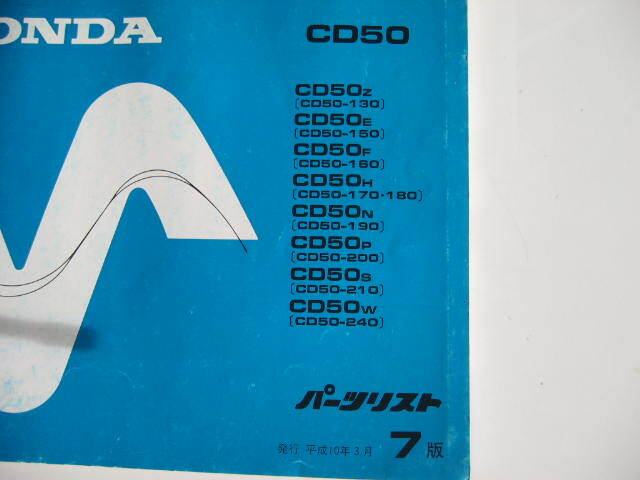 ONDA
CD50
CD50Z
(CD50-130)
CD50E
(CD50-150)
CD50F
(CD50-160)
CD50H
(CD50-170・180)
CD50N
(CD50-190)
CD50P
(CD50-200)
CD50S
(CD50-210)
CD50W
(CD50-240)
パーツリスト
発行 平成10年3月 7版